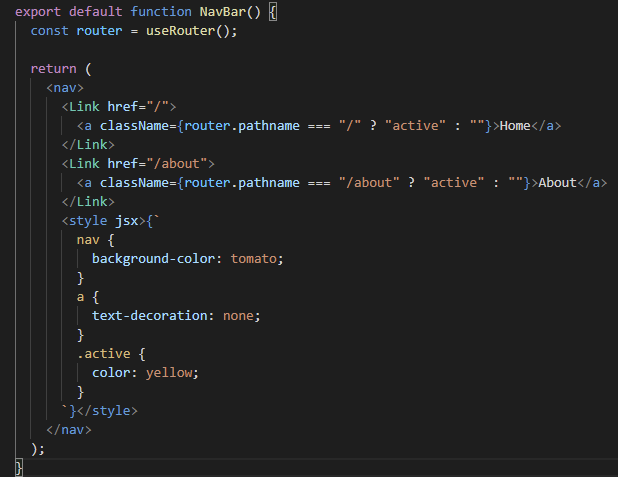 export default function NavBar() {
  const router = useRouter();

  return (
    <nav>
      <Link href="/">
        <a className={router.pathname === "/" ? "active" : ""}>Home</a>
      </Link>
      <Link href="/about">
        <a className={router.pathname === "/about" ? "active" : ""}>About</a>
      </Link>
      <style jsx>{`
        nav {
          background-color: tomato;
        }
        a {
          text-decoration: none;
        }
        .active {
          color: yellow;
        }
      `}</style>
    </nav>
  );
}